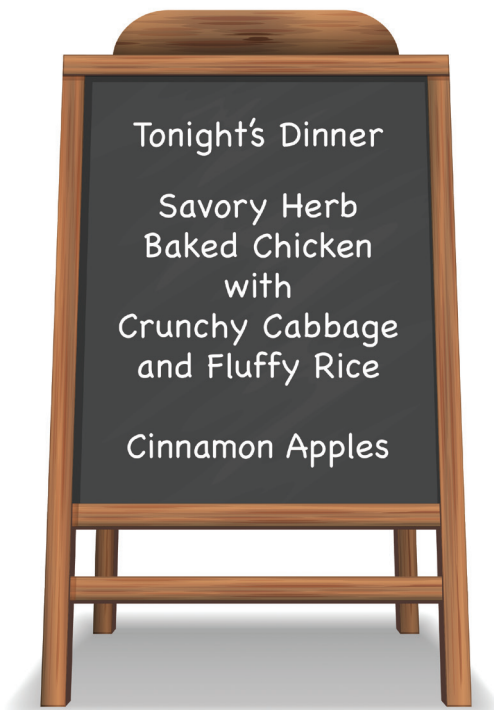 Tonight's Dinner
Savory Herb
Baked Chicken
with
Crunchy Cabbage
and Fluffy Rice
Cinnamon Apples